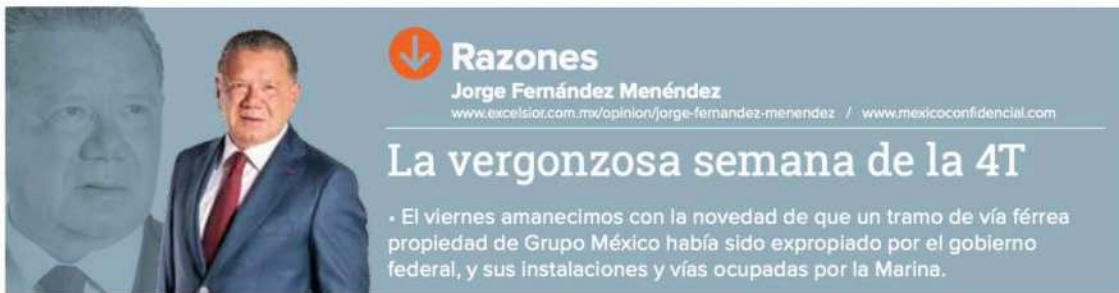 Razones
Jorge Fernández Menéndez
www.excelsior.com.mx/opinion/jorge-fernandez-menendez / www.mexicoconfidencial.com
La vergonzosa semana de la 4T
• El viernes amanecimos con la novedad de que un tramo de vía férrea
propiedad de Grupo México había sido expropiado por el gobierno
federal, y sus instalaciones y vías ocupadas por la Marina.